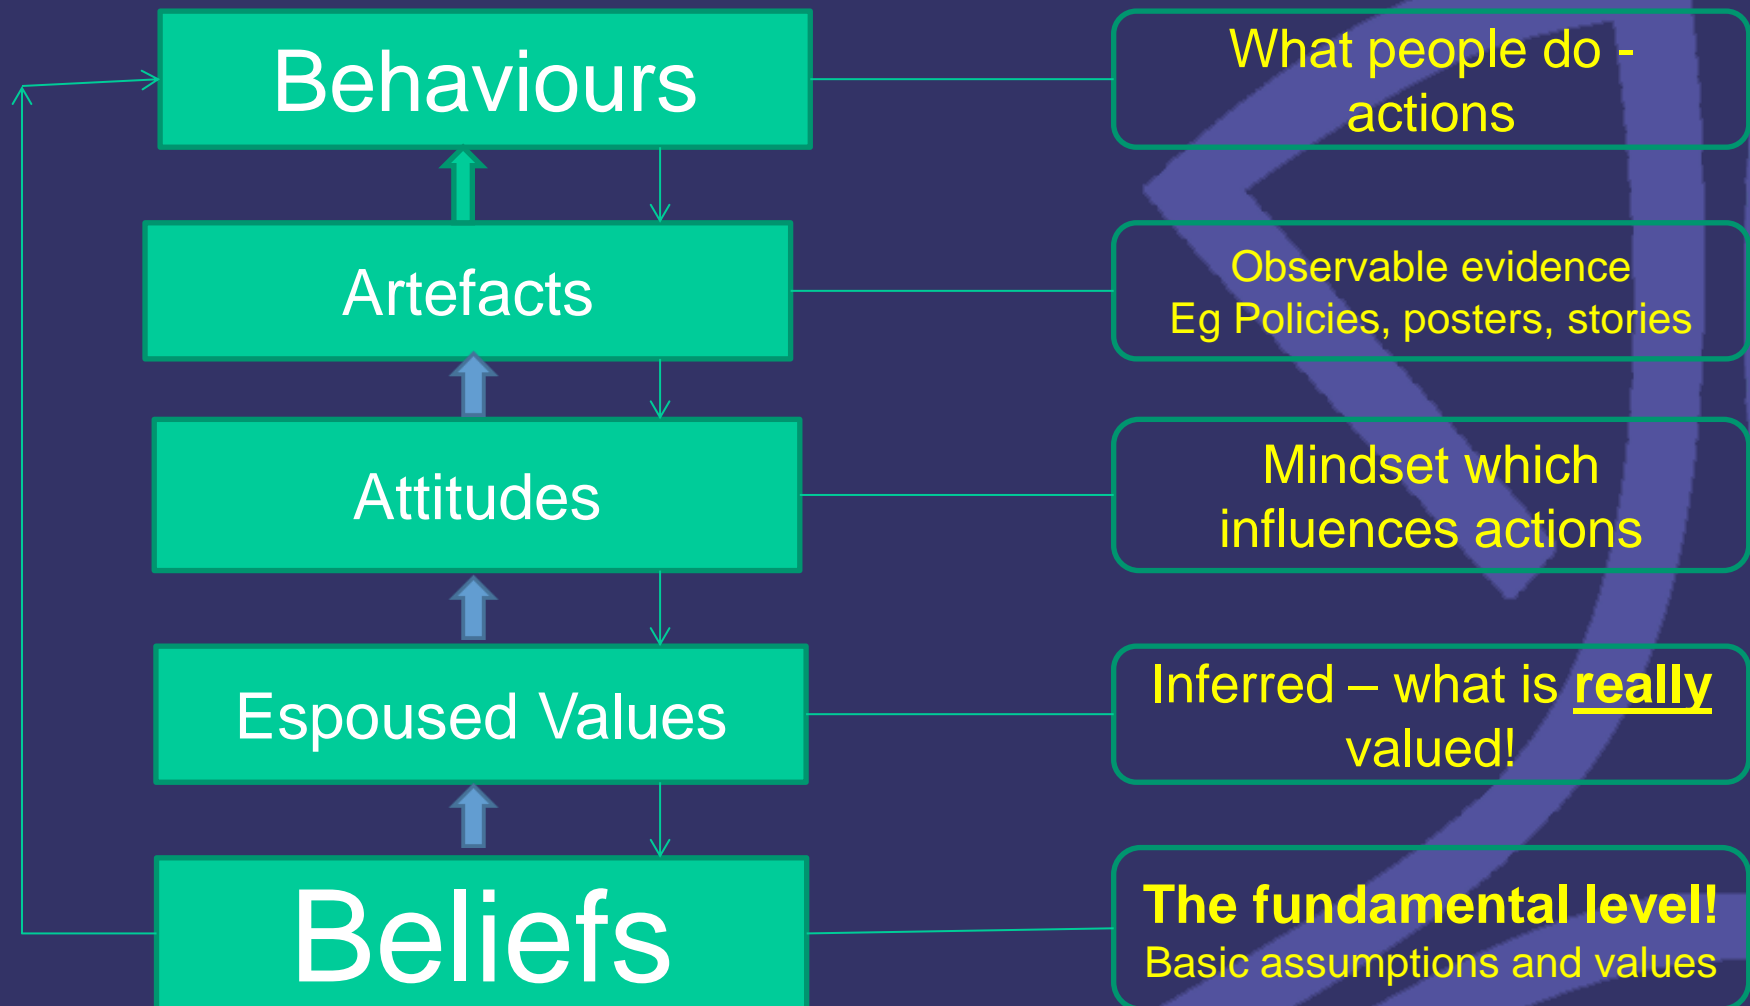 Behaviours
What people do -
actions
Artefacts
Observable evidence
Eg Policies, posters, stories
Attitudes
Mindset which
influences actions
Espoused Values
Inferred – what is really
valued!
Beliefs
The fundamental level!
Basic assumptions and values